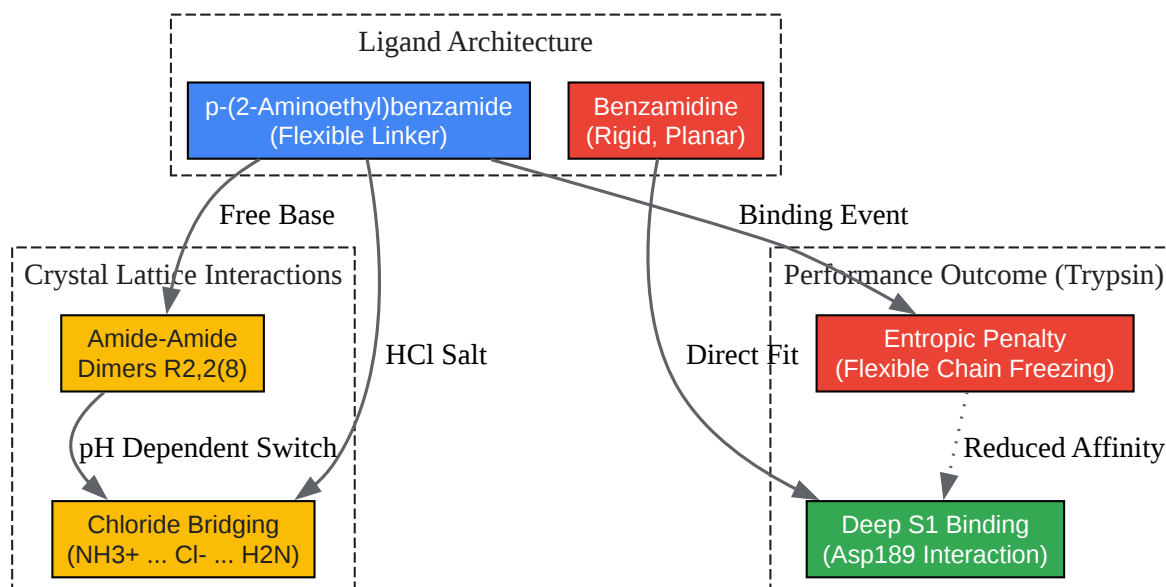 Ligand Architecture
p-(2-Aminoethyl)benzamide
(Flexible Linker)
Benzamidine
(Rigid, Planar)
Free Base
Binding Event
Crystal Lattice Interactions
Performance Outcome (Trypsin)
Amide-Amide
Dimers R2,2(8)
HCl Salt
Direct Fit
Entropic Penalty
(Flexible Chain Freezing)
pH Dependent Switch
Reduced Affinity
Chloride Bridging
(NH3+ ... Cl- ... H2N)
Deep S1 Binding
(Asp189 Interaction)